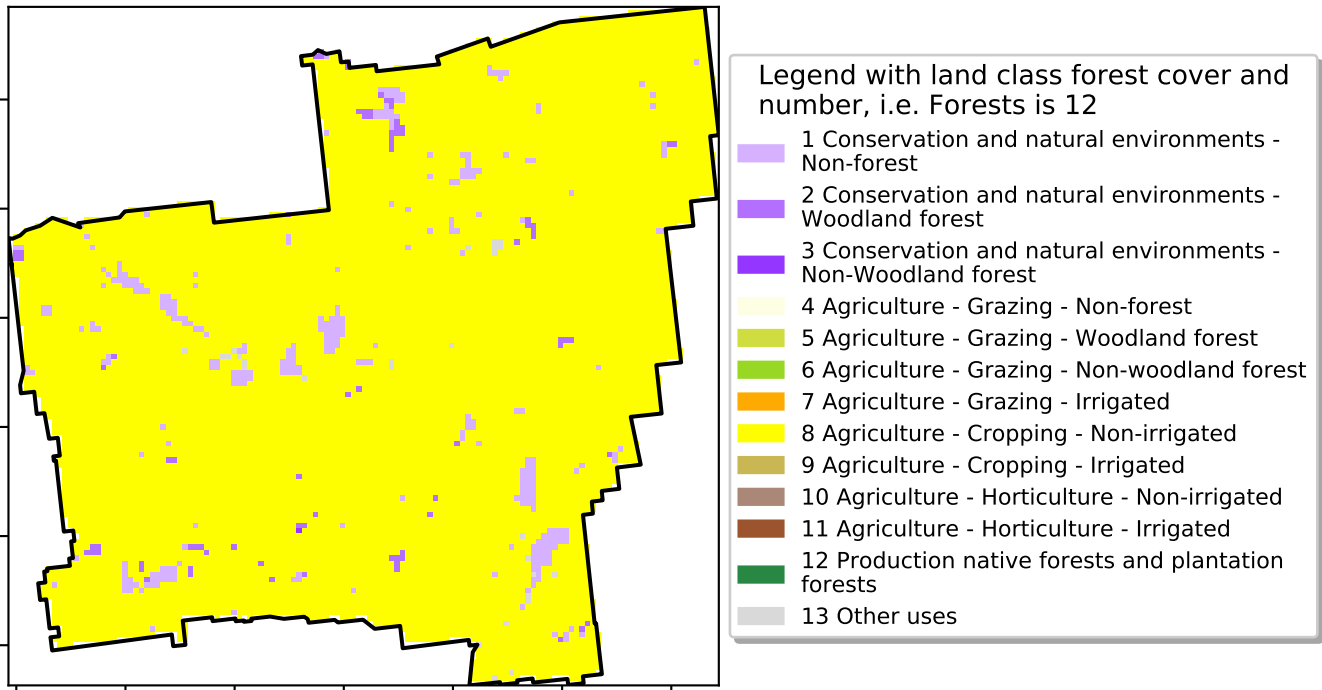 Legend with land class forest cover and
number, i.e. Forests is 12
1 Conservation and natural environments -
Non-forest
2 Conservation and natural environments -
Woodland forest
3 Conservation and natural environments -
Non-Woodland forest
4 Agriculture - Grazing - Non-forest
5 Agriculture - Grazing - Woodland forest
6 Agriculture - Grazing - Non-woodland forest
7 Agriculture - Grazing - Irrigated
8 Agriculture - Cropping - Non-irrigated
9 Agriculture - Cropping - Irrigated
10 Agriculture - Horticulture - Non-irrigated
11 Agriculture - Horticulture - Irrigated
12 Production native forests and plantation
forests
13 Other uses